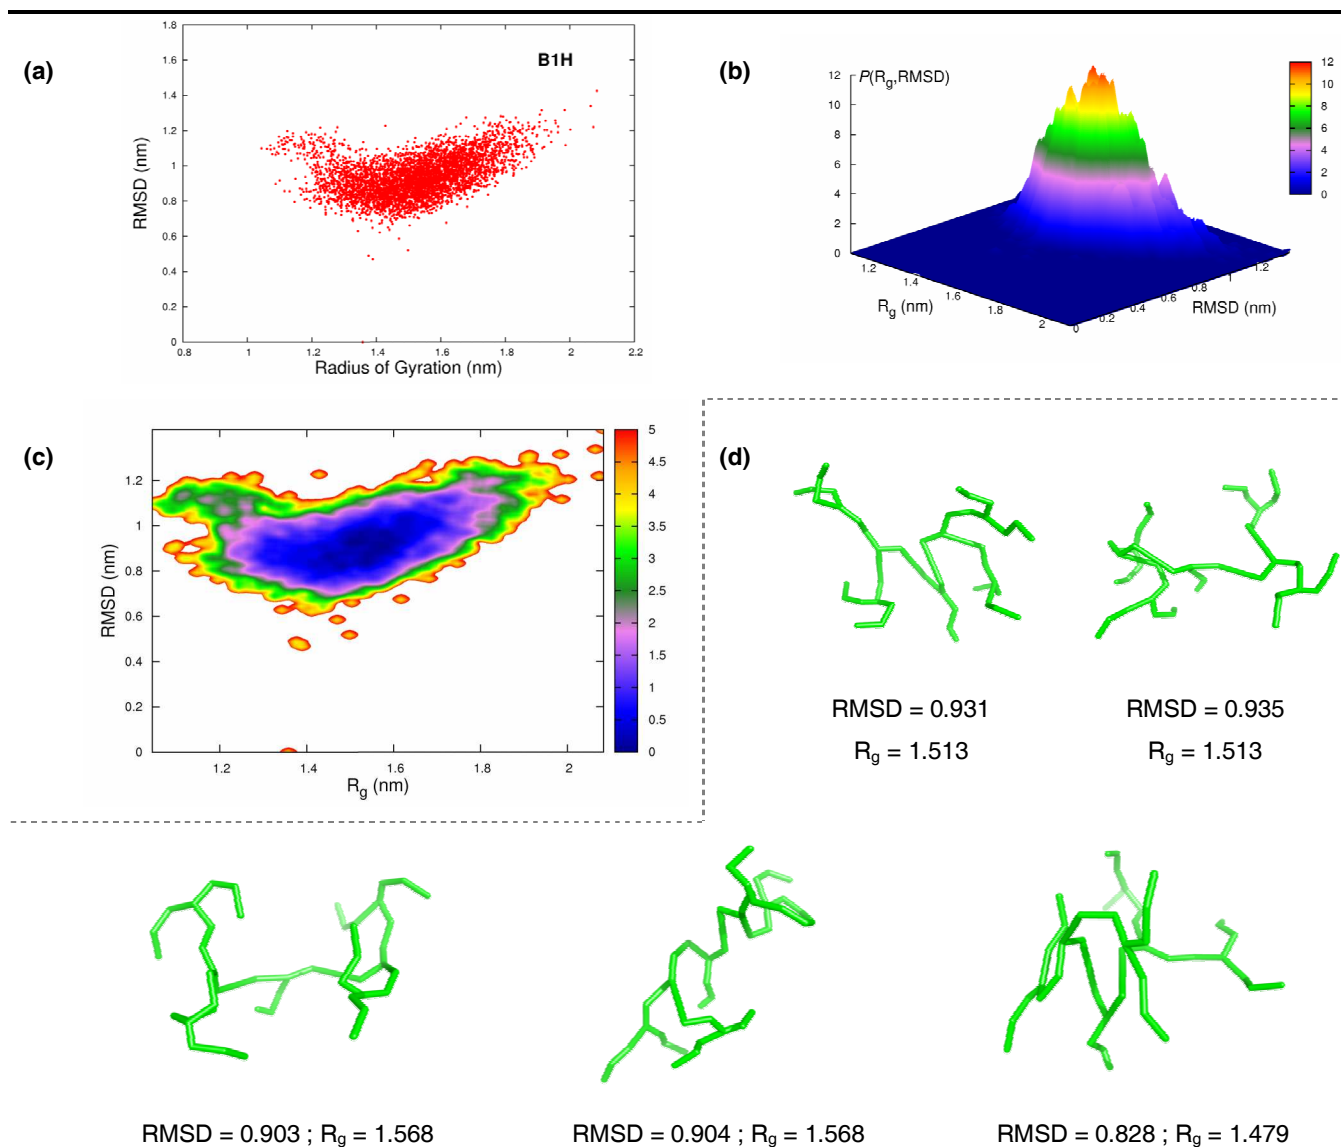 (a)
B1H
1.8
1.6
1.4
1.2
1
0.8
0.6
0.4
0.2
0
RMSD (nm)
0.8 1 1.2 1.4 1.6 1.8 2 2.2
Radius of Gyration (nm)
(b)
P(Rg,RMSD)
12
10
8
6
4
2
0
1.2 1.4 1.6 1.8 2
Rg (nm)
0 0.2 0.4 0.6 0.8 1 1.2
RMSD (nm)
12
10
8
6
4
2
0
(c)
1.2
1
0.8
0.6
0.4
0.2
0
RMSD (nm)
1.2 1.4 1.6 1.8 2
Rg (nm)
5
4.5
4
3.5
3
2.5
2
1.5
1
0.5
0
(d)
RMSD = 0.931
Rg = 1.513
RMSD = 0.935
Rg = 1.513
RMSD = 0.903 ; Rg = 1.568
RMSD = 0.904 ; Rg = 1.568
RMSD = 0.828 ; Rg = 1.479